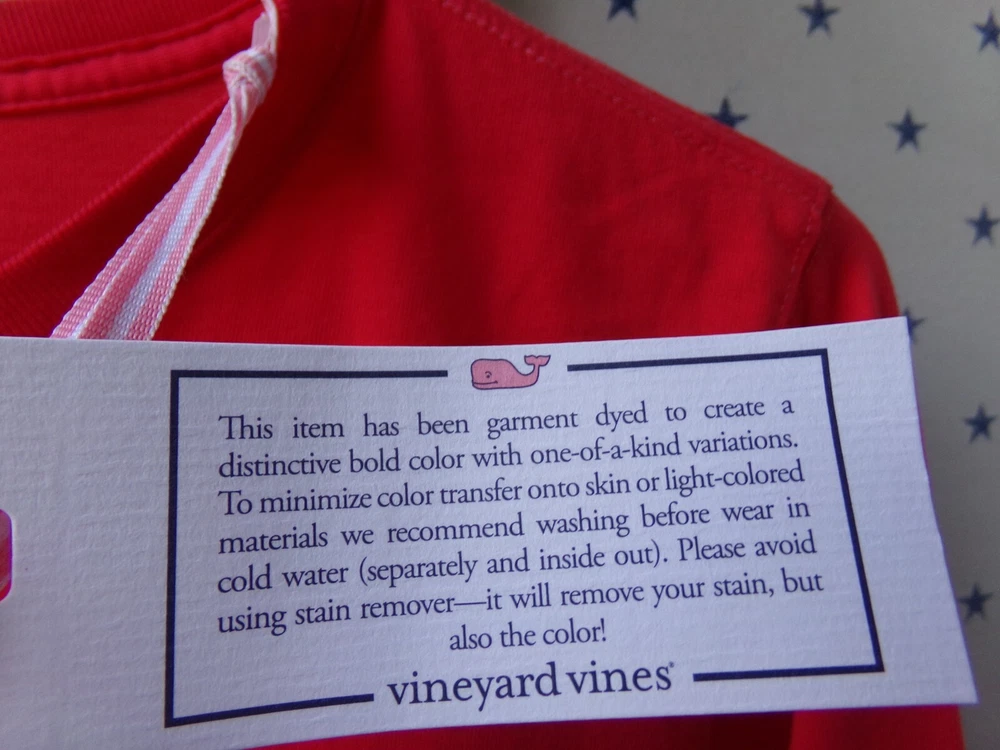 This item has been garment dyed to create a
distinctive bold color with one-of-a-kind variations.
To minimize color transfer onto skin or light-colored
materials we recommend washing before wear in
cold water (separately and inside out). Please avoid
using stain remover—it will remove your stain, but
also the color!
vineyard vines®